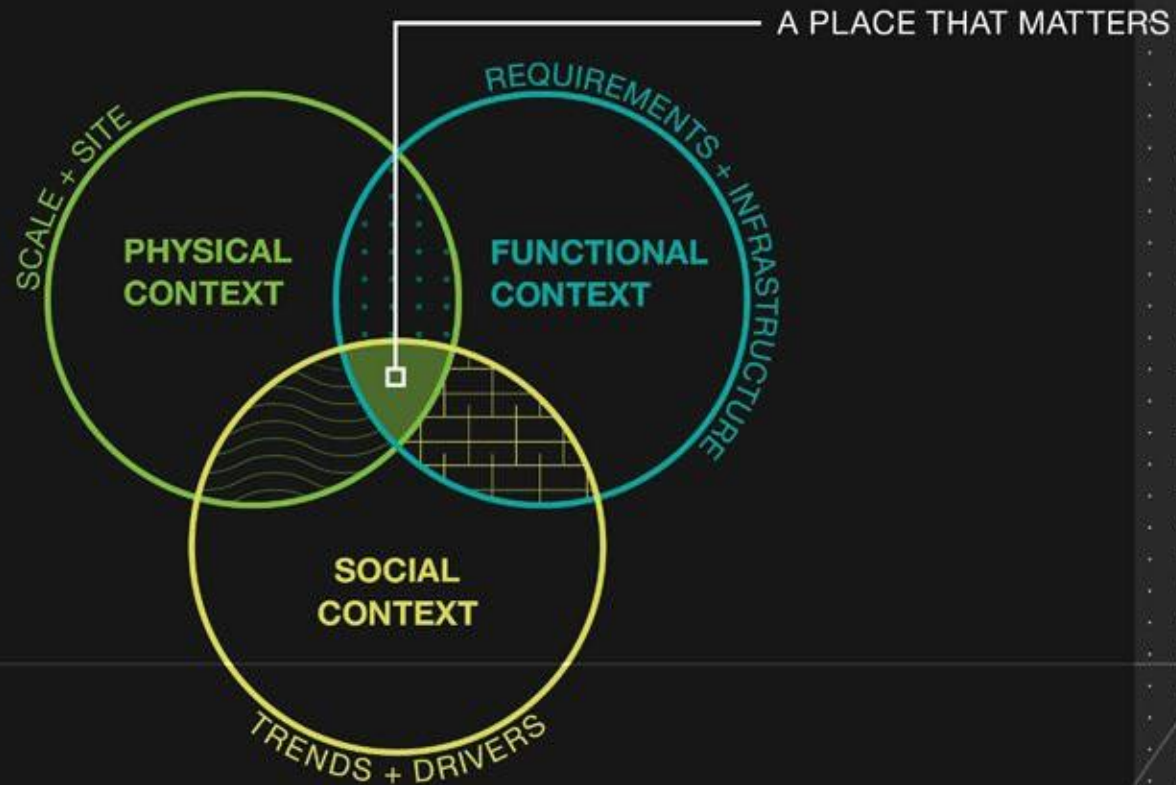 A PLACE THAT MATTERS
SCALE + SITE
REQUIREMENTS + INFRASTRUCTURE
PHYSICAL
CONTEXT
FUNCTIONAL
CONTEXT
SOCIAL
CONTEXT
TRENDS + DRIVERS